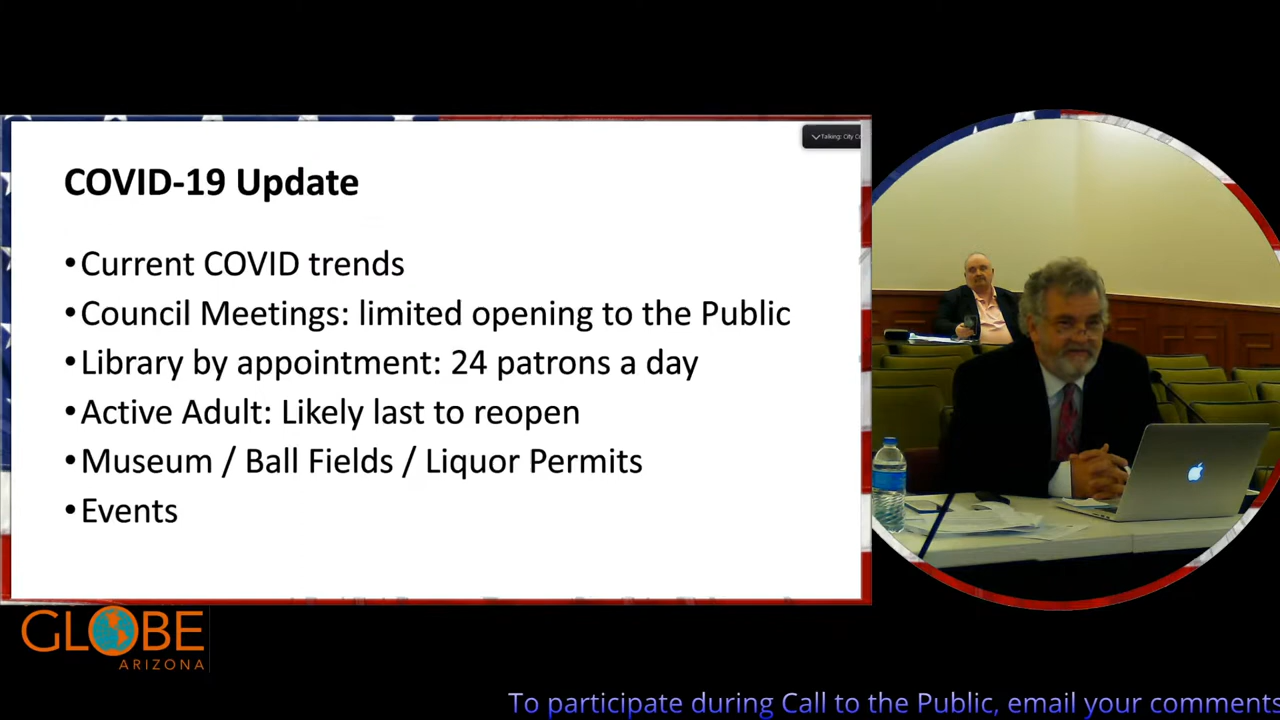 Talking: City
COVID-19 Update
•Current COVID trends
•Council Meetings: limited opening to the Public
•Library by appointment: 24 patrons a day
•Active Adult: Likely last to reopen
•Museum / Ball Fields / Liquor Permits
•Events
GLOBE
ARIZONA
To participate during Call to the Public, email your comments